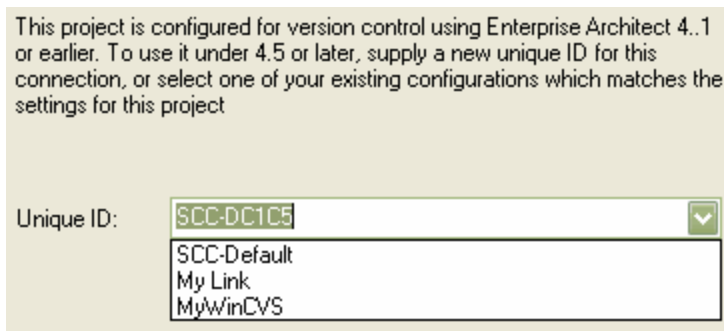 This project is configured for version control using Enterprise Architect 4..1
or earlier. To use it under 4.5 or later, supply a new unique ID for this
connection, or select one of your existing configurations which matches the
settings for this project
Unique ID: SCC-DC1C5
SCC-Default
My Link
MyWinCVS